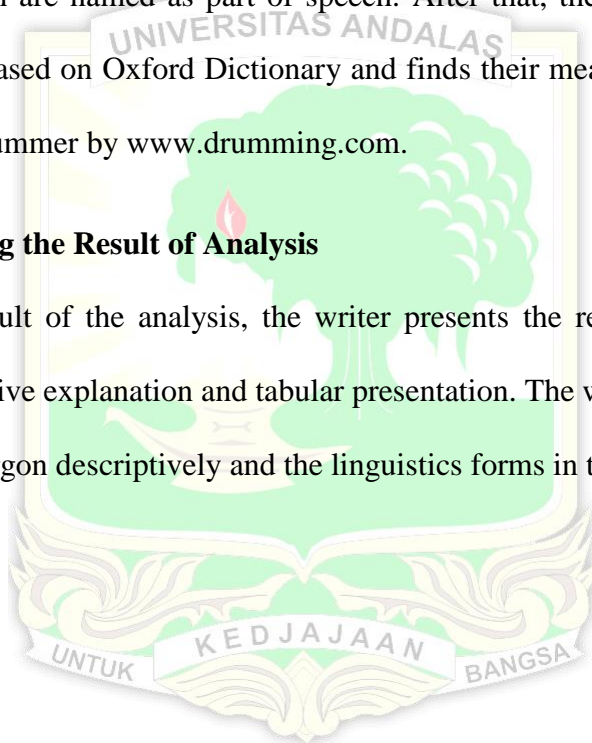 are named as part of speech. After that, the
UNIVERSITAS ANDALAS
ased on Oxford Dictionary and finds their mea
ummer by www.drumming.com.
g the Result of Analysis
ult of the analysis, the writer presents the re
ive explanation and tabular presentation. The w
gon descriptively and the linguistics forms in t
UNTUK KEDJAJAAN BANGSA